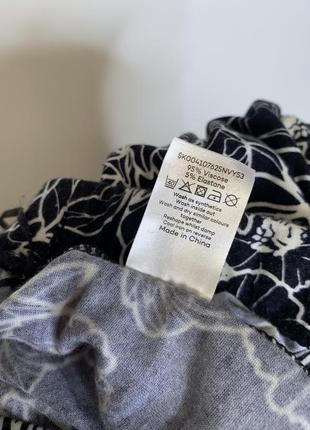 SK00410762SNVYS3
95% Viscose
5% Elastane
Wash as synthetics
Wash inside out
Wash and dry similar colours
together
Reshape whilst damp
Cool iron on reverse
Made in China